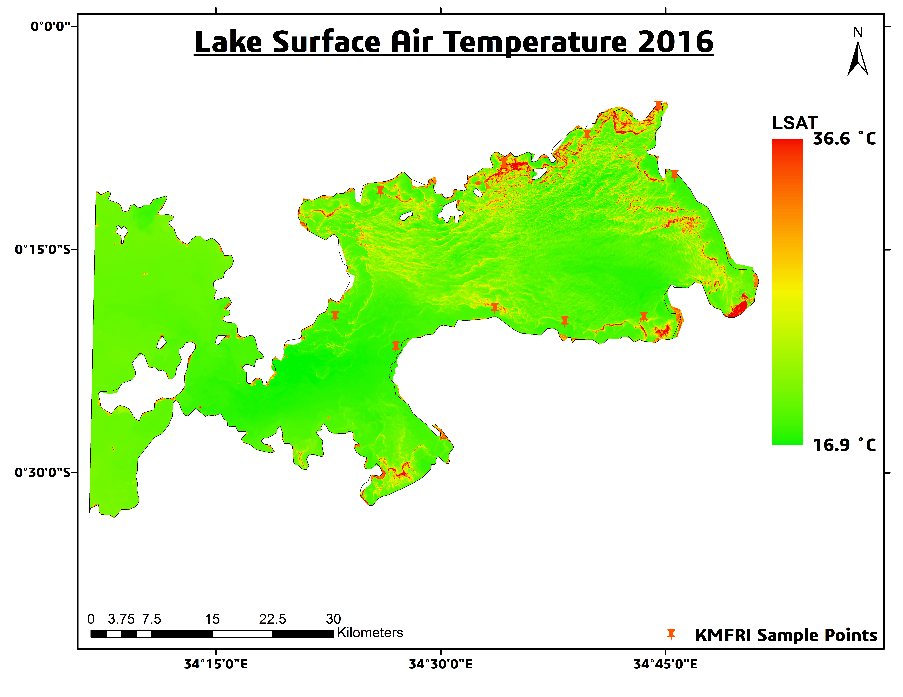 0°0'0"
Lake Surface Air Temperature 2016
N
LSAT
36.6 °C
0°15'0"S
16.9 °C
0°30'0"S
0 3.75 7.5 15 22.5 30
Kilometers
KMFRI Sample Points
34°15'0"E 34°30'0"E 34°45'0"E